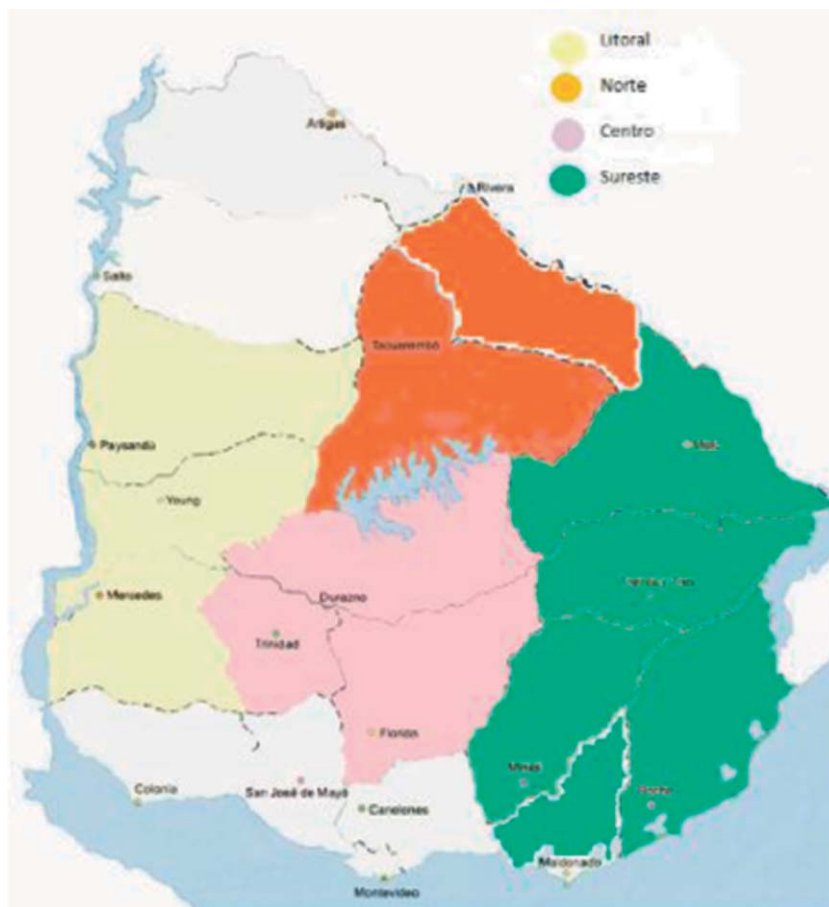 Litoral
Norte
Centro
Sureste
Artigas
Rivera
Salto
Tacuarembó
Paysandú
Young
Mercedes
Durazno
Trinidad
Florida
Minas
Rocha
Colonia
San José de Mayo
Canelones
Maldonado
Montevideo